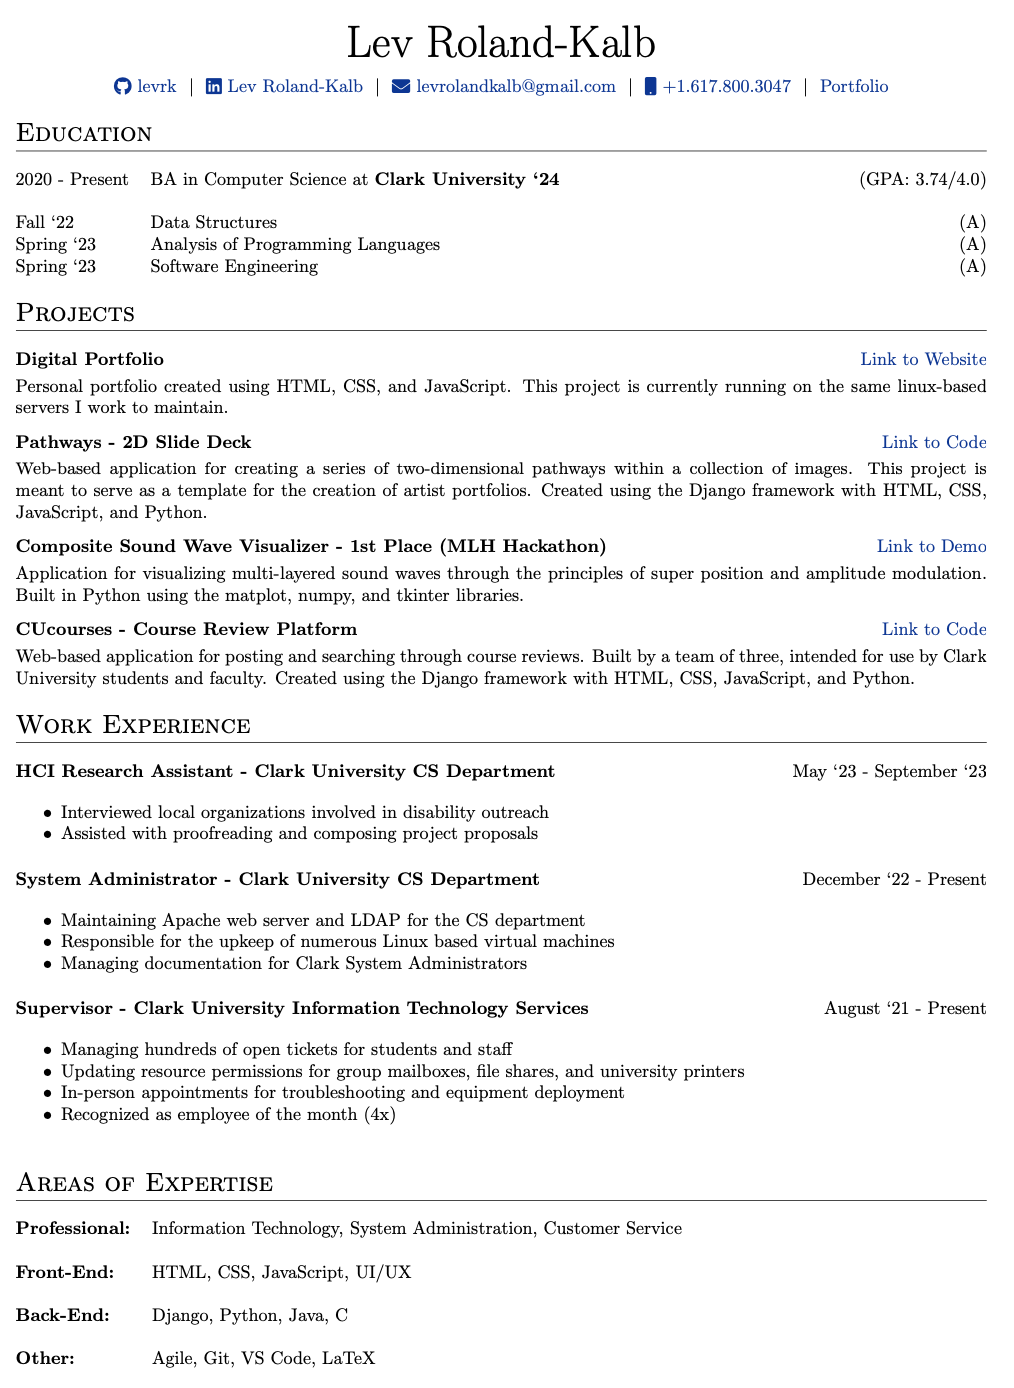 Lev Roland-Kalb
levrk | Lev Roland-Kalb | levrolandkalb@gmail.com | +1.617.800.3047 | Portfolio
Education
2020 - Present BA in Computer Science at Clark University ‘24 (GPA: 3.74/4.0)
Fall ‘22 Data Structures (A)
Spring ‘23 Analysis of Programming Languages (A)
Spring ‘23 Software Engineering (A)
Projects
Digital Portfolio Link to Website
Personal portfolio created using HTML, CSS, and JavaScript. This project is currently running on the same linux-based
servers I work to maintain.
Pathways - 2D Slide Deck Link to Code
Web-based application for creating a series of two-dimensional pathways within a collection of images. This project is
meant to serve as a template for the creation of artist portfolios. Created using the Django framework with HTML, CSS,
JavaScript, and Python.
Composite Sound Wave Visualizer - 1st Place (MLH Hackathon) Link to Demo
Application for visualizing multi-layered sound waves through the principles of super position and amplitude modulation.
Built in Python using the matplot, numpy, and tkinter libraries.
CUcourses - Course Review Platform Link to Code
Web-based application for posting and searching through course reviews. Built by a team of three, intended for use by Clark
University students and faculty. Created using the Django framework with HTML, CSS, JavaScript, and Python.
Work Experience
HCI Research Assistant - Clark University CS Department May ‘23 - September ‘23
• Interviewed local organizations involved in disability outreach
• Assisted with proofreading and composing project proposals
System Administrator - Clark University CS Department December ‘22 - Present
• Maintaining Apache web server and LDAP for the CS department
• Responsible for the upkeep of numerous Linux based virtual machines
• Managing documentation for Clark System Administrators
Supervisor - Clark University Information Technology Services August ‘21 - Present
• Managing hundreds of open tickets for students and staff
• Updating resource permissions for group mailboxes, file shares, and university printers
• In-person appointments for troubleshooting and equipment deployment
• Recognized as employee of the month (4x)
Areas of Expertise
Professional: Information Technology, System Administration, Customer Service
Front-End: HTML, CSS, JavaScript, UI/UX
Back-End: Django, Python, Java, C
Other: Agile, Git, VS Code, LaTeX